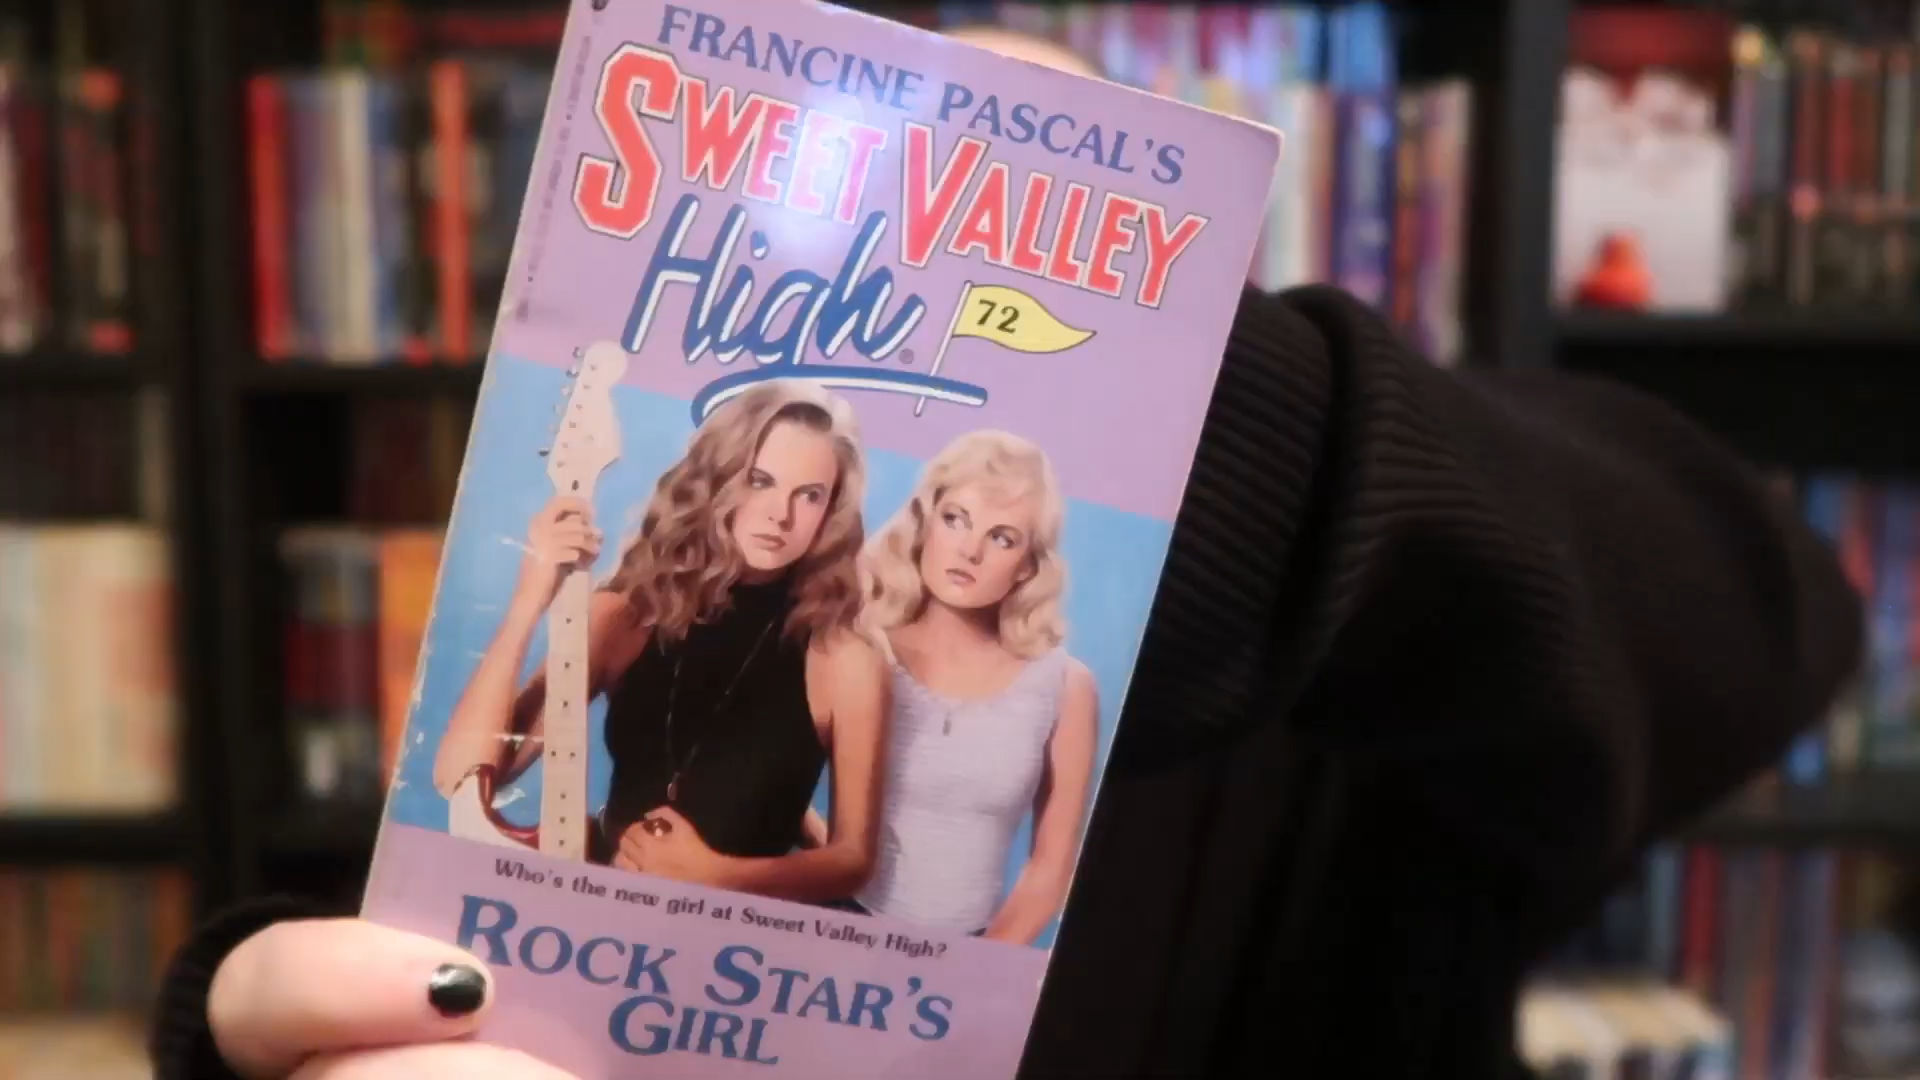 FRANCINE PASCAL'S
SWEET VALLEY
High®
72
Who's the new girl at Sweet Valley High?
ROCK STAR'S
GIRL